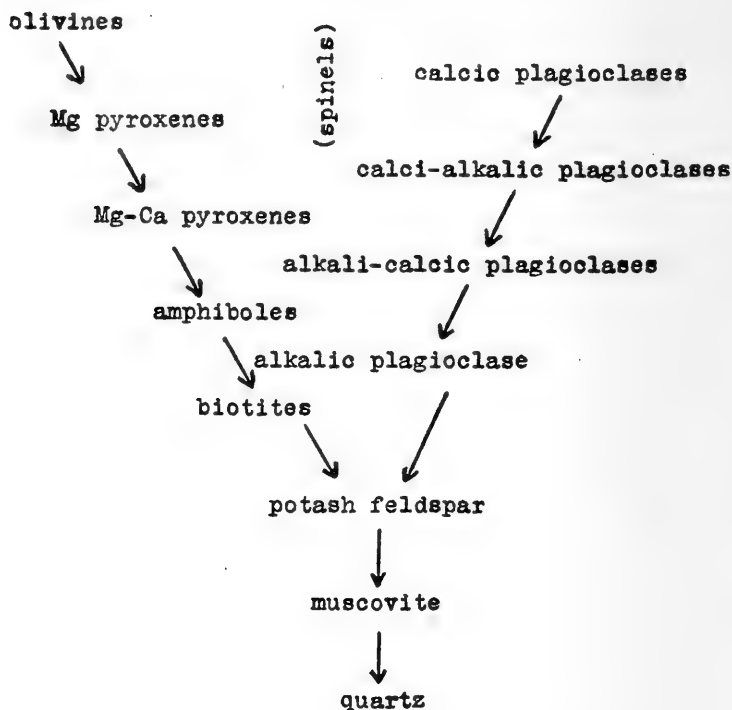 olivines
(spinels)
calcic plagioclases
Mg pyroxenes
calci-alkalic plagioclases
Mg-Ca pyroxenes
alkali-calcic plagioclases
amphiboles
alkalic plagioclase
biotites
potash feldspar
muscovite
quartz